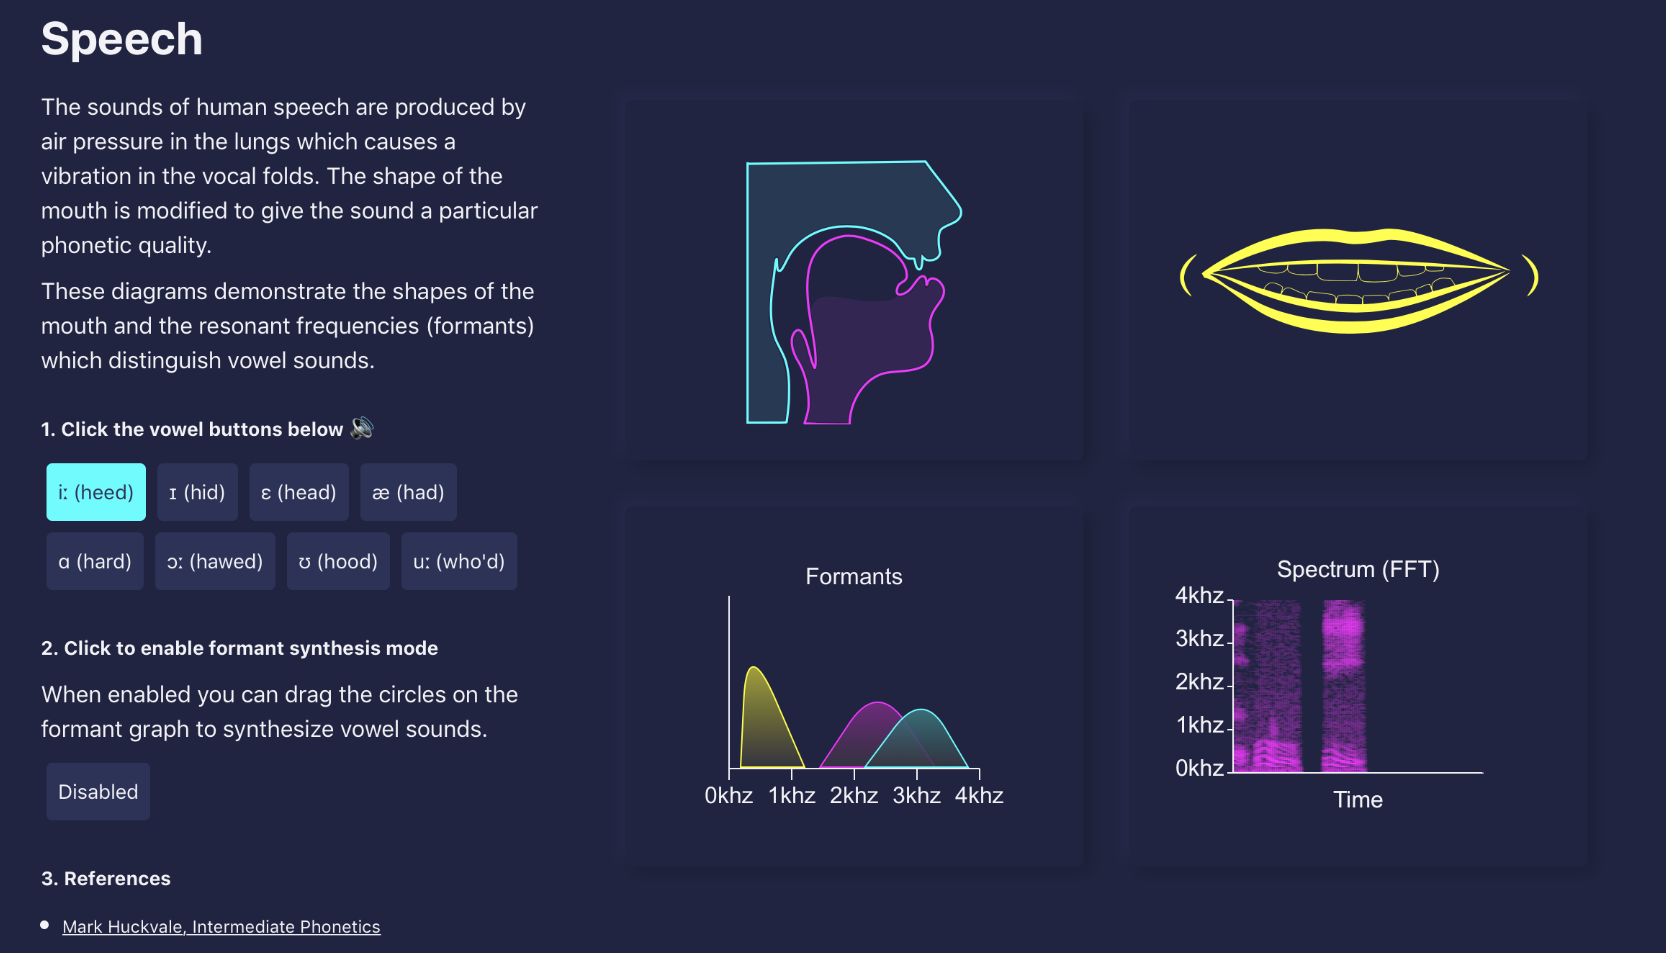 Speech
The sounds of human speech are produced by
air pressure in the lungs which causes a
vibration in the vocal folds. The shape of the
mouth is modified to give the sound a particular
phonetic quality.
These diagrams demonstrate the shapes of the
mouth and the resonant frequencies (formants)
which distinguish vowel sounds.
1. Click the vowel buttons below 🔊
iː (heed) ɪ (hid) ɛ (head) æ (had)
ɑ (hard) ɔː (hawed) ʊ (hood) uː (who'd)
2. Click to enable formant synthesis mode
When enabled you can drag the circles on the
formant graph to synthesize vowel sounds.
Disabled
3. References
Mark Huckvale, Intermediate Phonetics
Formants
0khz 1khz 2khz 3khz 4khz
Spectrum (FFT)
4khz
3khz
2khz
1khz
0khz
Time